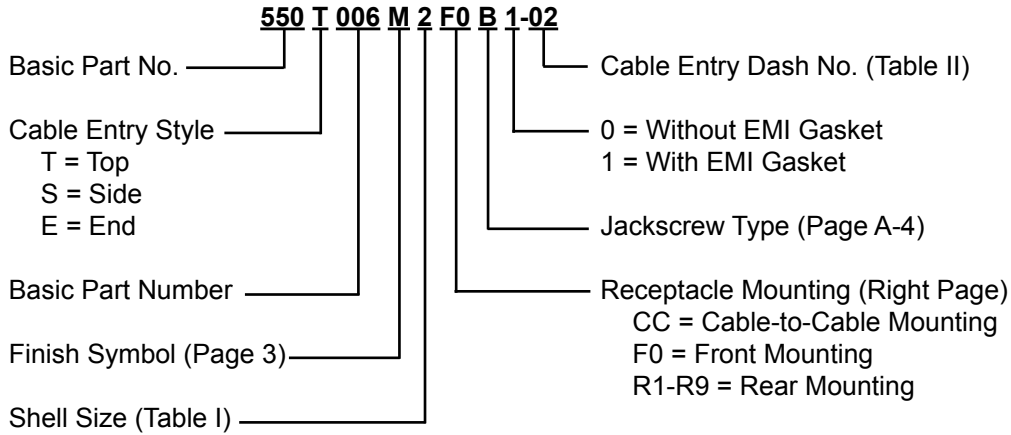 550 T 006 M 2 F0 B 1-02
Basic Part No.
Cable Entry Style
T = Top
S = Side
E = End
Basic Part Number
Finish Symbol (Page 3)
Shell Size (Table I)
Cable Entry Dash No. (Table II)
0 = Without EMI Gasket
1 = With EMI Gasket
Jackscrew Type (Page A-4)
Receptacle Mounting (Right Page)
CC = Cable-to-Cable Mounting
F0 = Front Mounting
R1-R9 = Rear Mounting